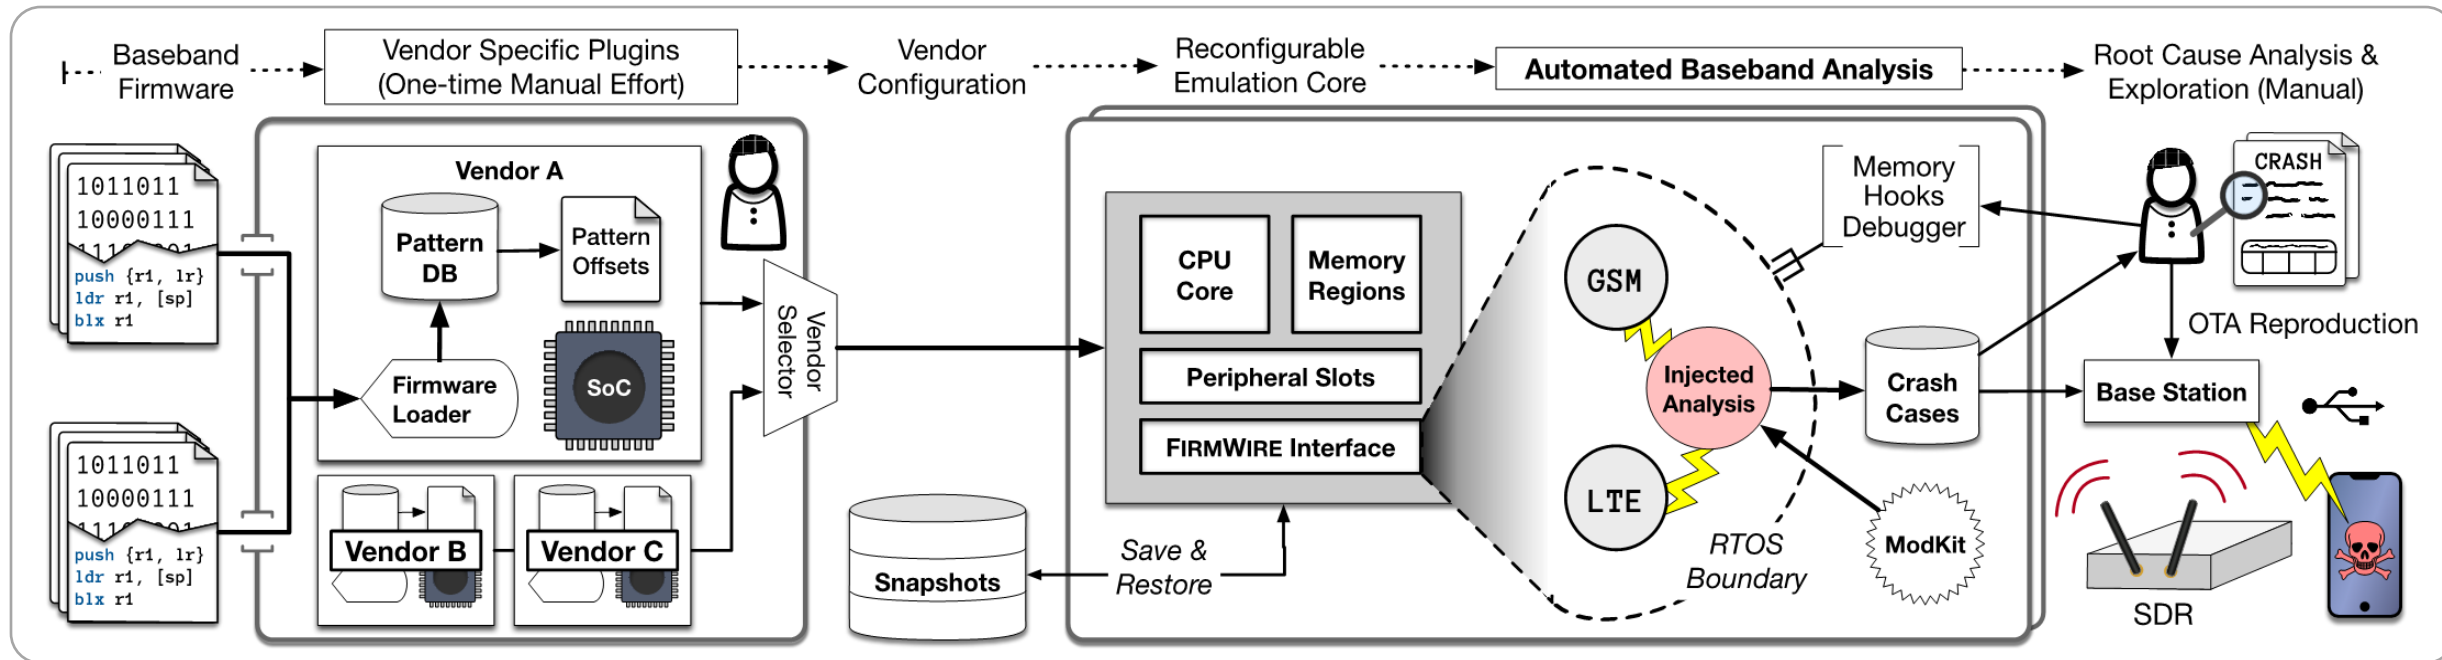 Baseband
Firmware
Vendor Specific Plugins
(One-time Manual Effort)
Vendor
Configuration
Reconfigurable
Emulation Core
Automated Baseband Analysis
Root Cause Analysis &
Exploration (Manual)
1011011
10000111
push {r1, lr}
ldr r1, [sp]
blx r1
1011011
10000111
push {r1, lr}
ldr r1, [sp]
blx r1
Vendor A
Pattern
DB
Pattern
Offsets
Firmware
Loader
SoC
Vendor B
Vendor C
Vendor
Selector
Snapshots
Save &
Restore
CPU
Core
Memory
Regions
Peripheral Slots
FIRMWIRE Interface
GSM
Injected
Analysis
LTE
RTOS
Boundary
ModKit
Memory
Hooks
Debugger
Crash
Cases
CRASH
OTA Reproduction
Base Station
SDR